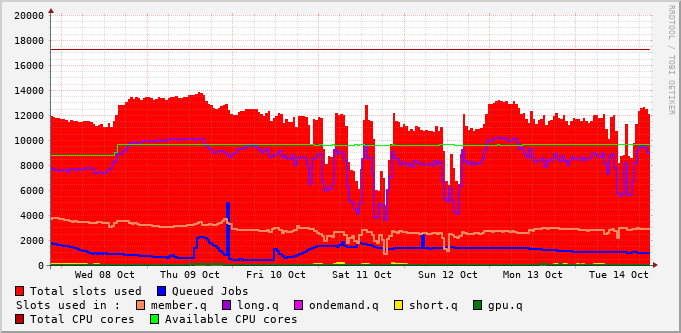 RRDTOOL / TOBI OETIKER
20000
18000
16000
14000
12000
10000
8000
6000
4000
2000
0
Wed 08 Oct Thu 09 Oct Fri 10 Oct Sat 11 Oct Sun 12 Oct Mon 13 Oct Tue 14 Oct
Total slots used Queued Jobs
Slots used in : member.q long.q ondemand.q short.q gpu.q
Total CPU cores Available CPU cores